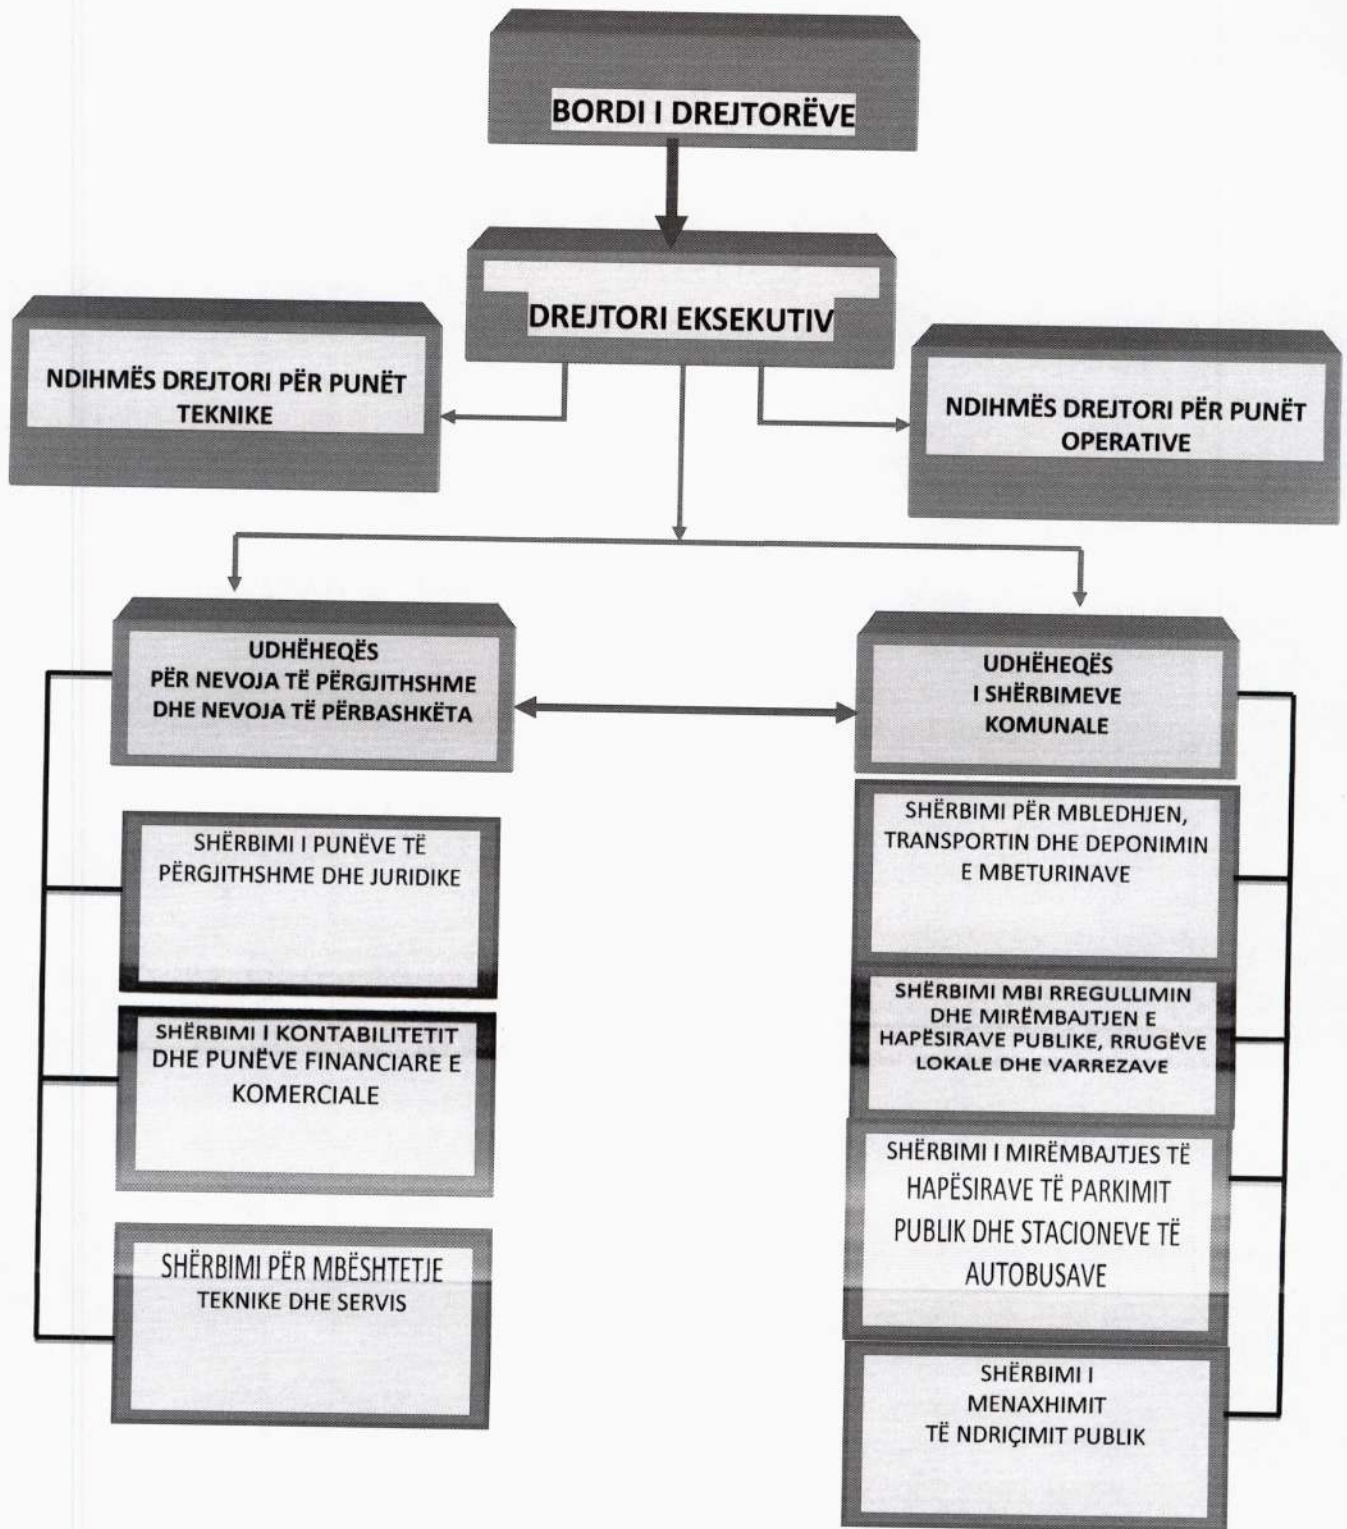 BORDI I DREJTORËVE
DREJTORI EKSEKUTIV
NDIHMËS DREJTORI PËR PUNËT
TEKNIKE
NDIHMËS DREJTORI PËR PUNËT
OPERATIVE
UDHËHEQËS
PËR NEVOJA TË PËRGJITHSHME
DHE NEVOJA TË PËRBASHKËTA
SHËRBIMI I PUNËVE TË
PËRGJITHSHME DHE JURIDIKE
SHËRBIMI I KONTABILITETIT
DHE PUNËVE FINANCIARE E
KOMERCIALE
SHËRBIMI PËR MBËSHTETJE
TEKNIKE DHE SERVIS
UDHËHEQËS
I SHËRBIMEVE
KOMUNALE
SHËRBIMI PËR MBLEDHJEN,
TRANSPORTIN DHE DEPONIMIN
E MBETURINAVE
SHËRBIMI MBI RREGULLIMIN
DHE MIRËMBAJTJEN E
HAPËSIRAVE PUBLIKE, RRUGËVE
LOKALE DHE VARREZAVE
SHËRBIMI I MIRËMBAJTJES TË
HAPËSIRAVE TË PARKIMIT
PUBLIK DHE STACIONEVE TË
AUTOBUSAVE
SHËRBIMI I
MENAXHIMIT
TË NDRIÇIMIT PUBLIK